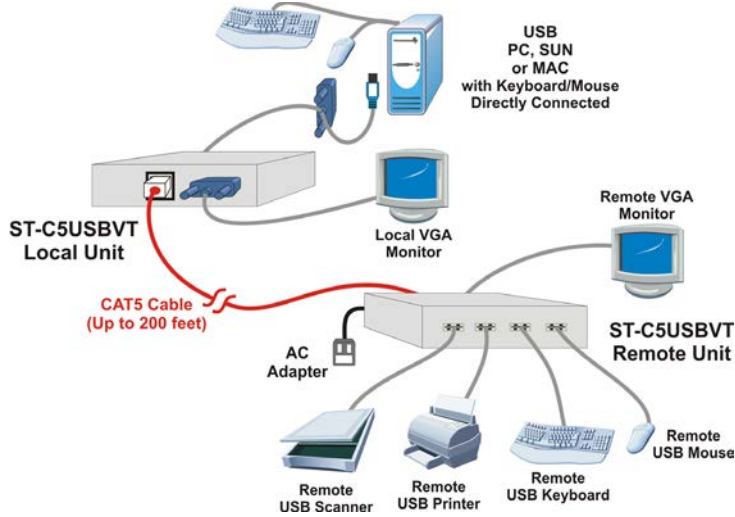 USB
PC, SUN
or MAC
with Keyboard/Mouse
Directly Connected
ST-C5USBVT
Local Unit
Local VGA
Monitor
Remote VGA
Monitor
CAT5 Cable
(Up to 200 feet)
AC
Adapter
ST-C5USBVT
Remote Unit
Remote
USB Scanner
Remote
USB Printer
Remote
USB Keyboard
Remote
USB Mouse